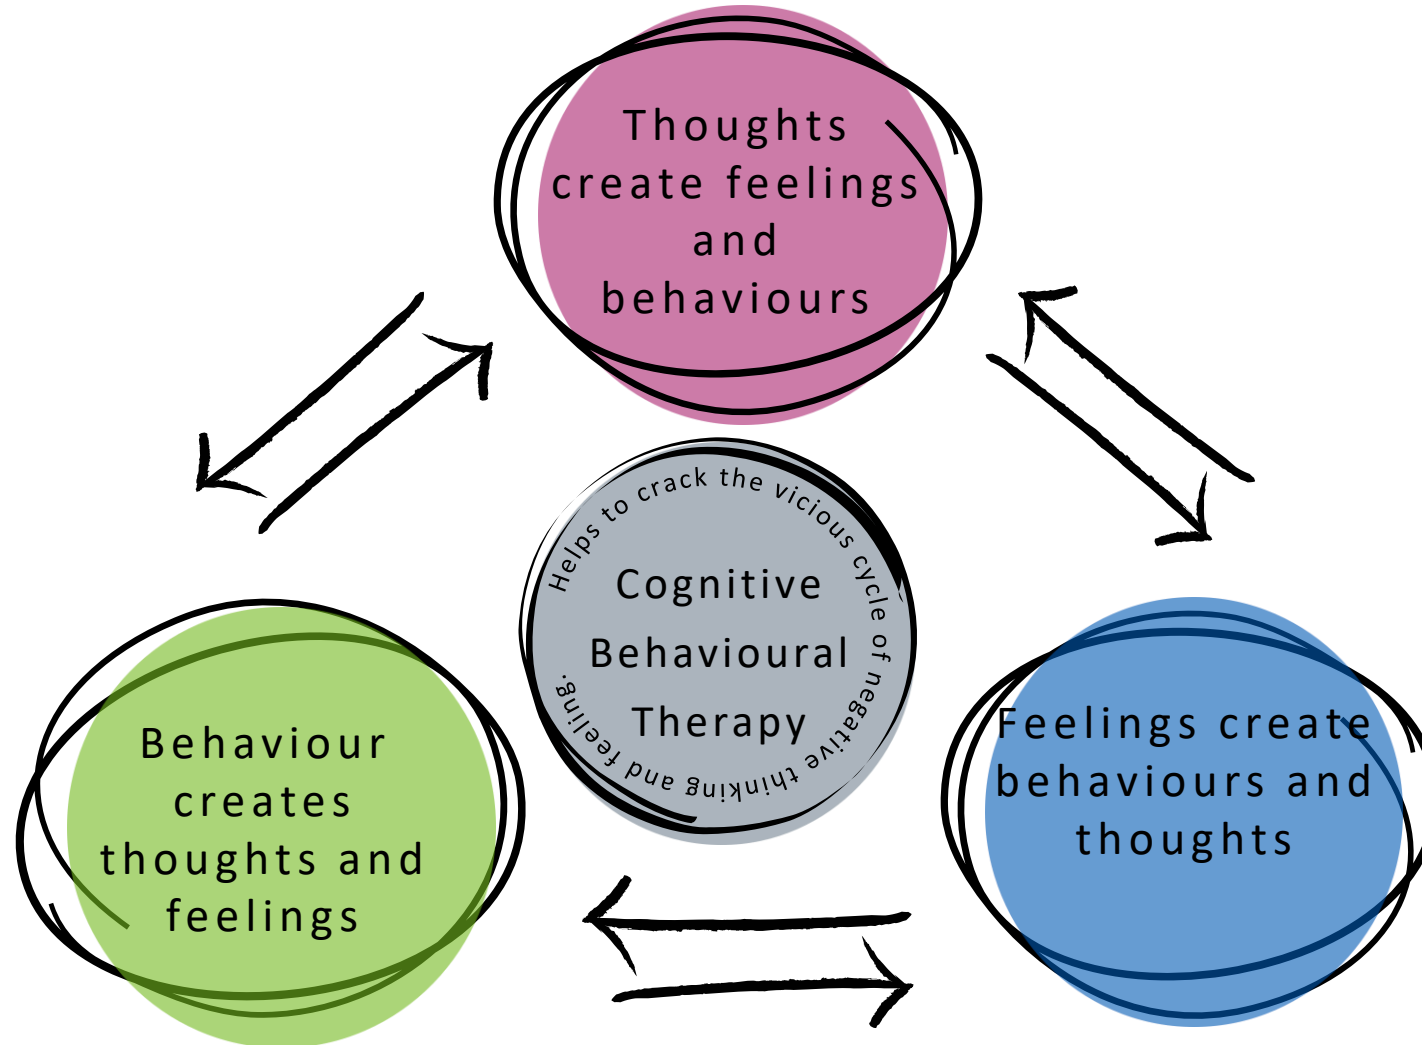 Thoughts
create feelings
and
behaviours
Helps to crack the vicious cycle of negative thinking and feeling.
Cognitive
Behavioural
Therapy
Behaviour
creates
thoughts and
feelings
Feelings create
behaviours and
thoughts